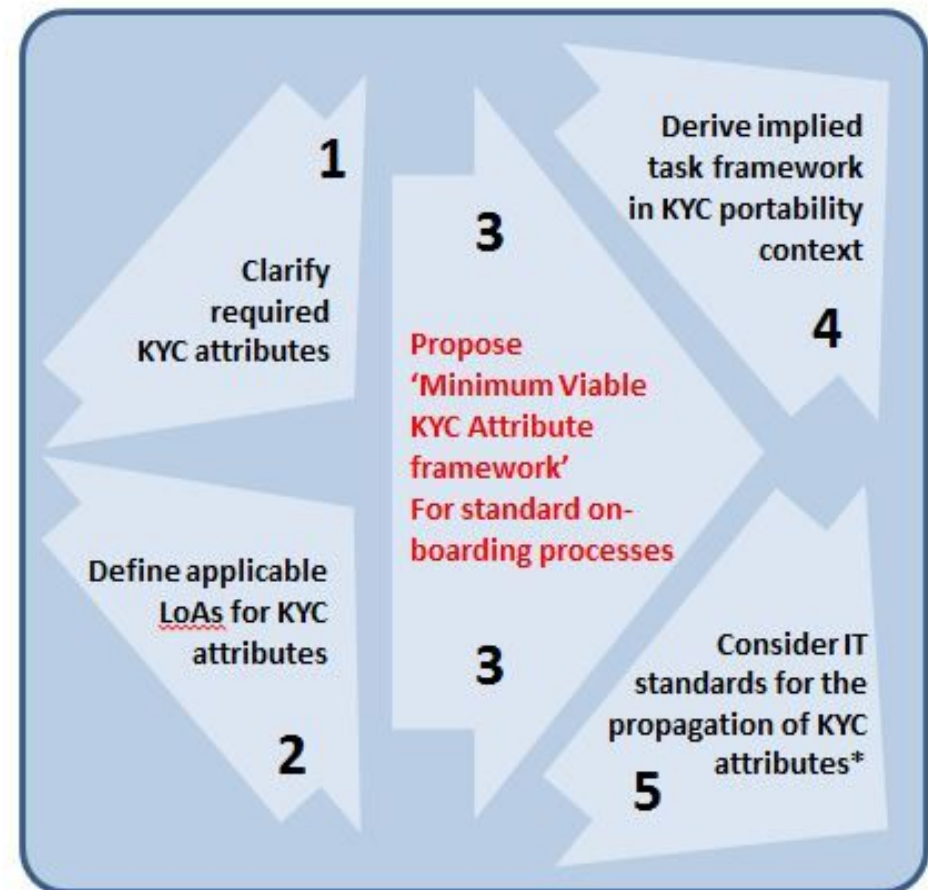 1
Clarify
required
KYC attributes
Define applicable
LoAs for KYC
attributes
2
3
Propose
‘Minimum Viable
KYC Attribute
framework’
For standard on-
boarding processes
3
Derive implied
task framework
in KYC portability
context
4
Consider IT
standards for the
propagation of KYC
attributes*
5